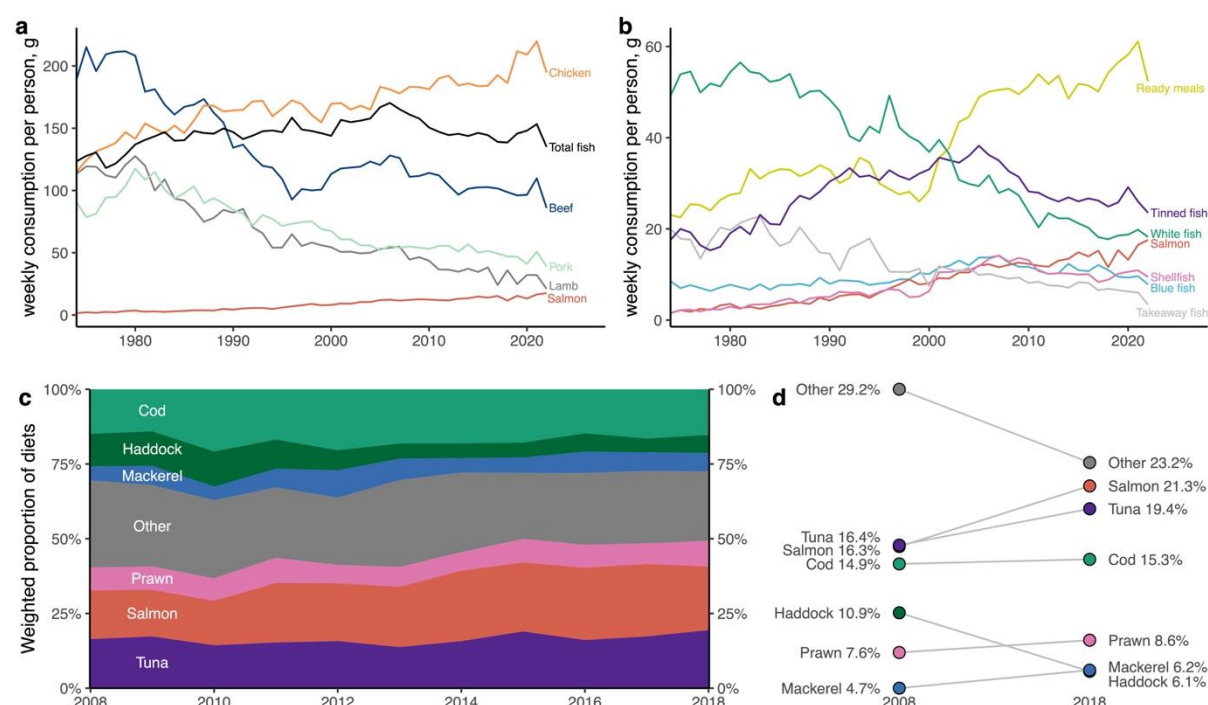 a
weekly consumption per person, g
200
150
100
50
0
1980
1990
2000
2010
2020
Chicken
Total fish
Beef
Pork
Lamb
Salmon
b
weekly consumption per person, g
60
40
20
0
1980
1990
2000
2010
2020
Ready meals
Tinned fish
White fish
Salmon
Shellfish
Blue fish
Takeaway fish
c
Weighted proportion of diets
100%
75%
50%
25%
0%
Cod
Haddock
Mackerel
Other
Prawn
Salmon
Tuna
100%
75%
50%
25%
0%
2008
2010
2012
2014
2016
2018
d
Other 29.2%
Tuna 16.4%
Salmon 16.3%
Cod 14.9%
Haddock 10.9%
Prawn 7.6%
Mackerel 4.7%
Other 23.2%
Salmon 21.3%
Tuna 19.4%
Cod 15.3%
Prawn 8.6%
Mackerel 6.2%
Haddock 6.1%
2008
2018